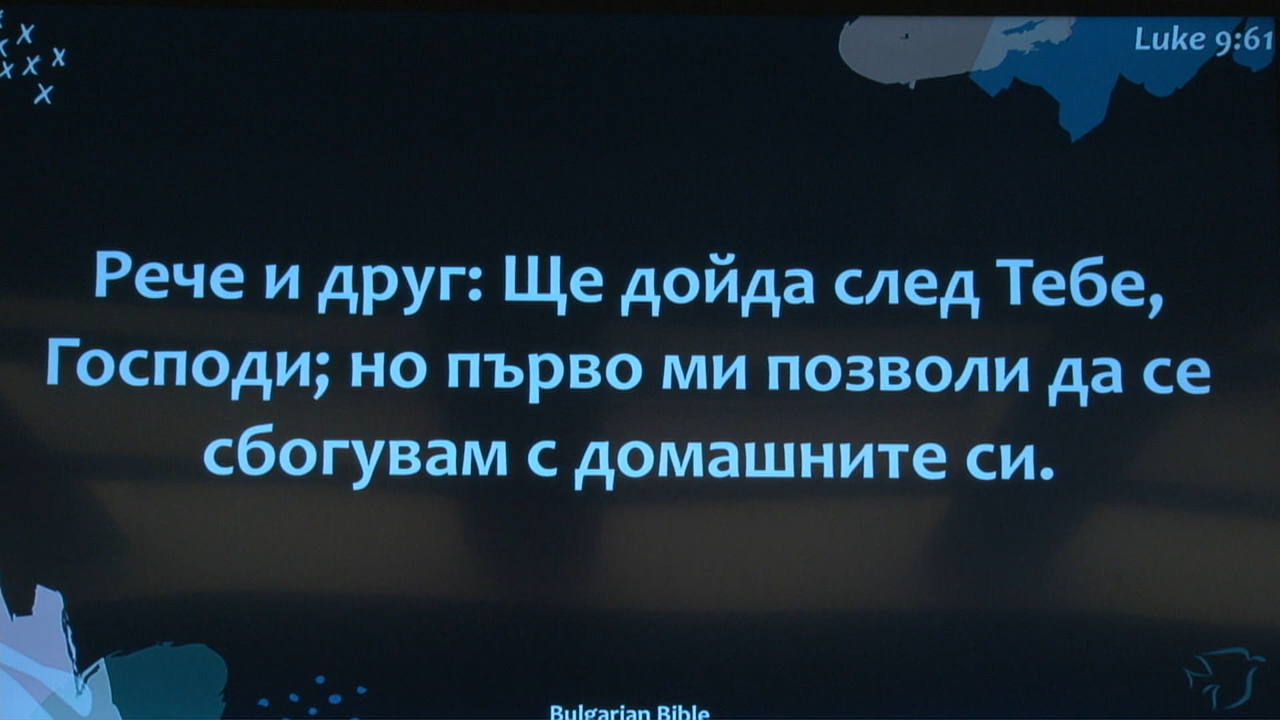 Luke 9:61
Рече и друг: Ще дойда след Тебе,
Господи; но първо ми позволи да се
сбогувам с домашните си.
Bulgarian Bible